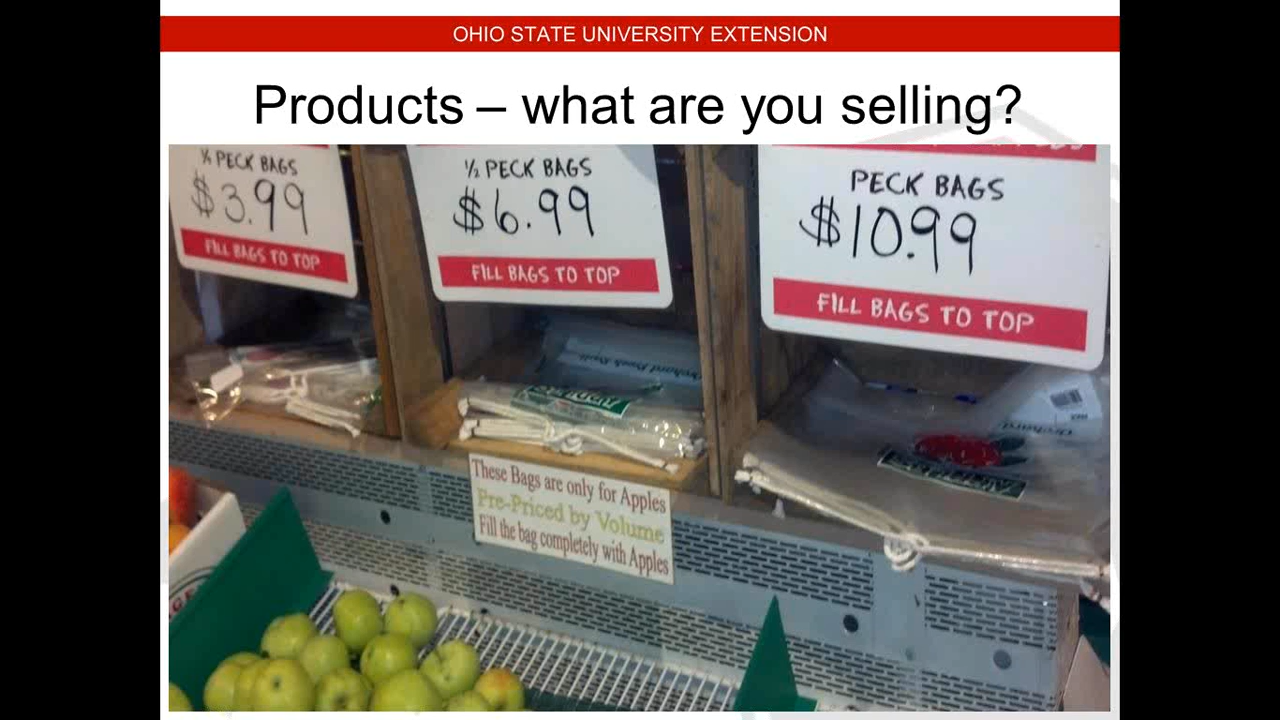 OHIO STATE UNIVERSITY EXTENSION
Products – what are you selling?
PECK BAGS
$3.99
FILL BAGS TO TOP
½ PECK BAGS
$6.99
FILL BAGS TO TOP
PECK BAGS
$10.99
FILL BAGS TO TOP
These Bags are only for Apples
Pre-Priced by Volume
Fill the bag completely with Apples